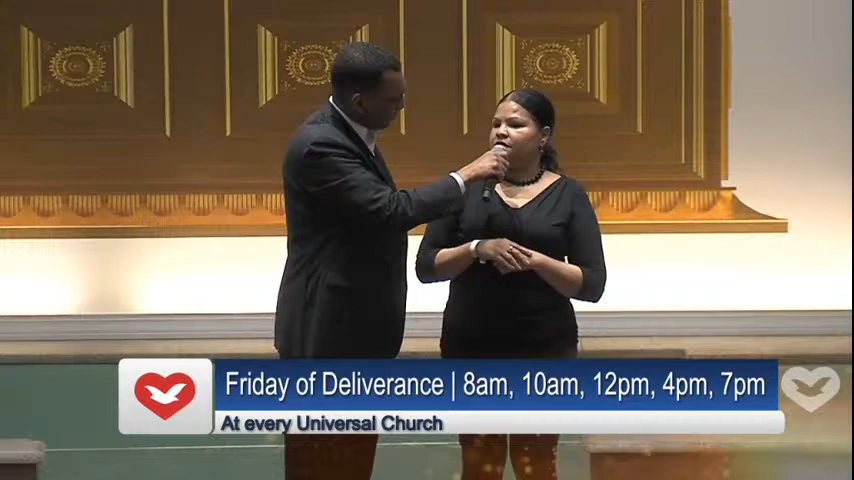 Friday of Deliverance | 8am, 10am, 12pm, 4pm, 7pm
At every Universal Church